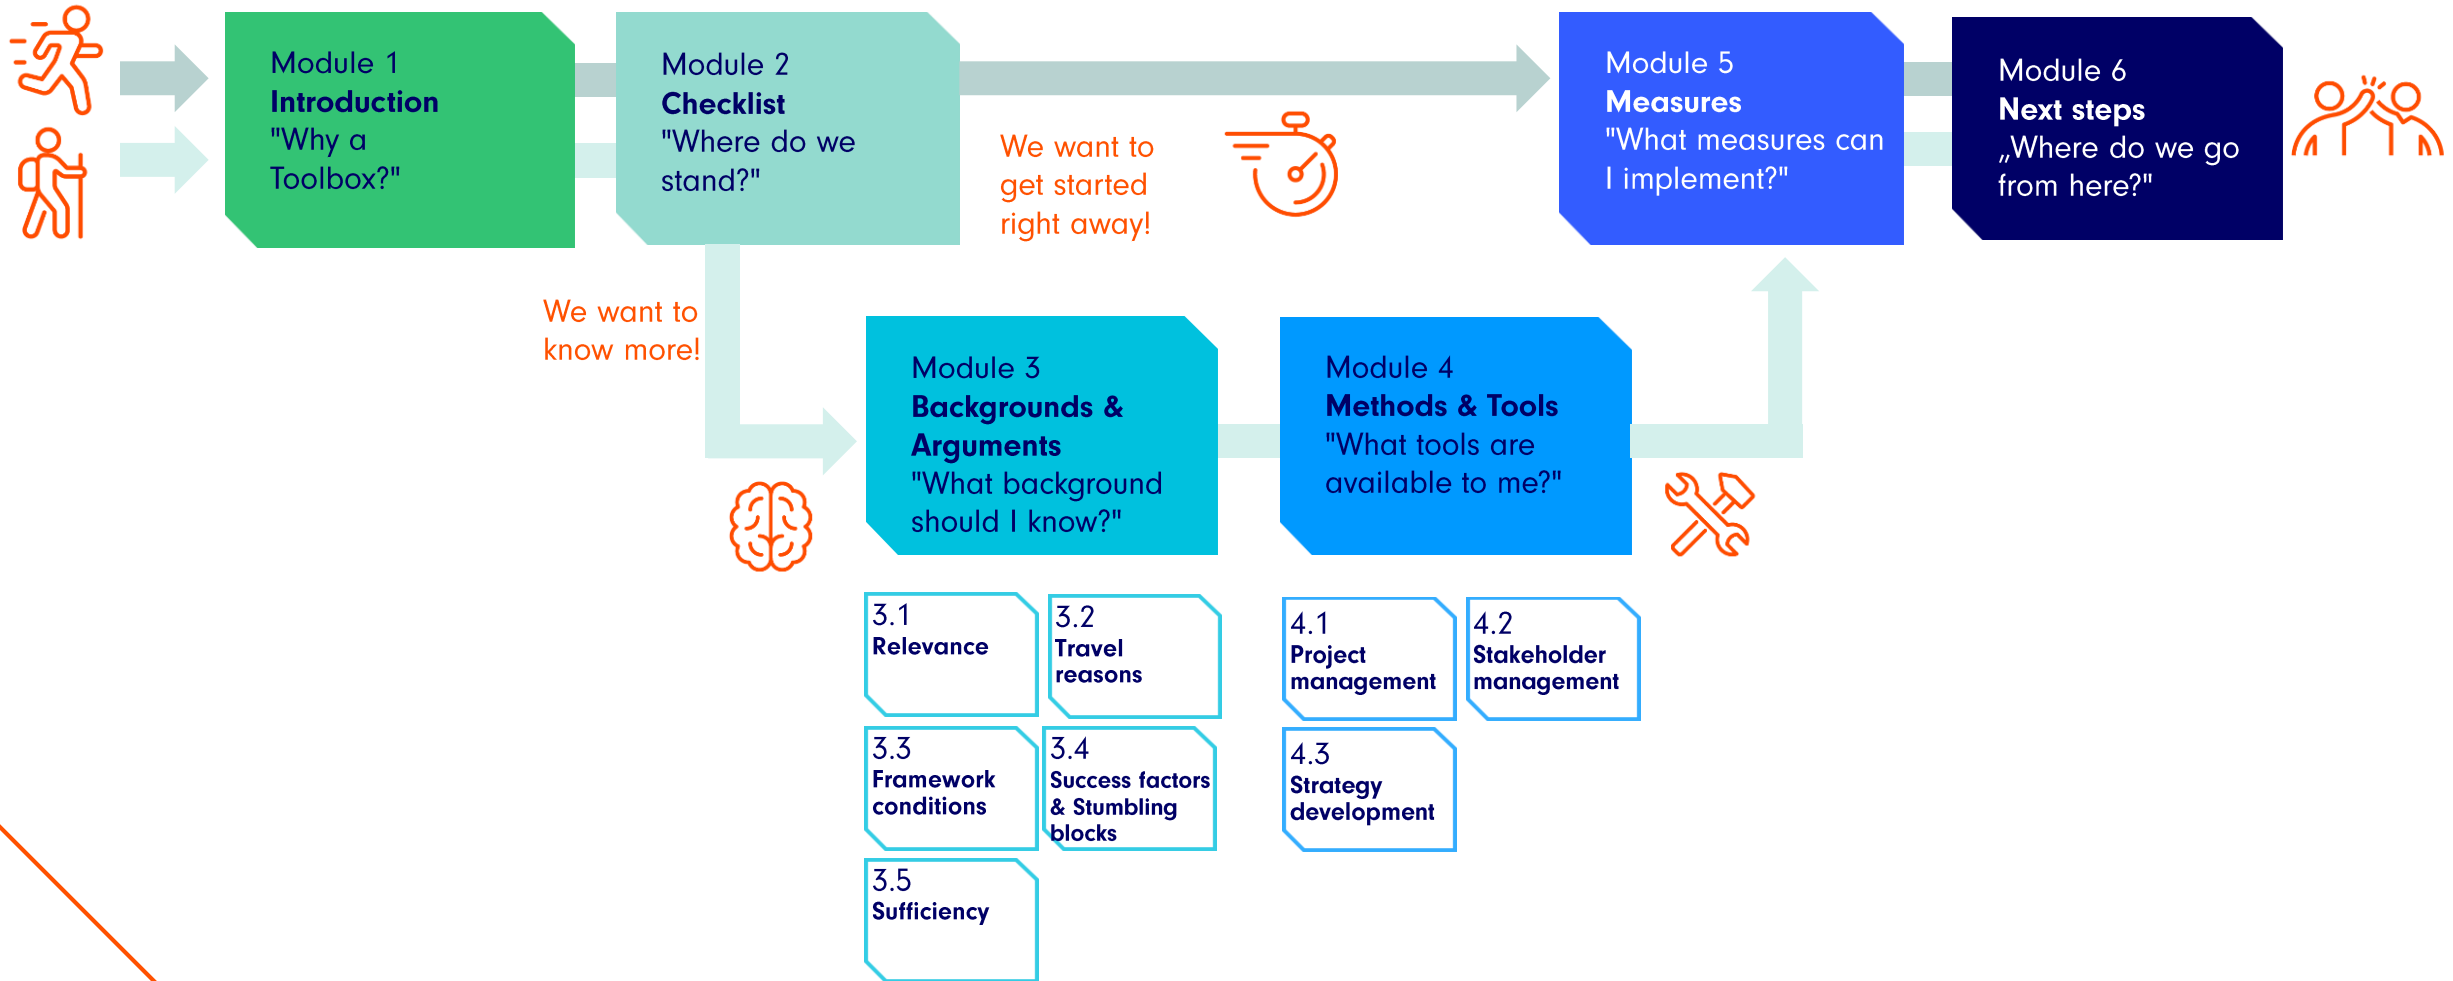 Module 1
Introduction
"Why a
Toolbox?"
Module 2
Checklist
"Where do we
stand?"
We want to
get started
right away!
Module 5
Measures
"What measures can
I implement?"
Module 6
Next steps
„Where do we go
from here?"
We want to
know more!
Module 3
Backgrounds &
Arguments
"What background
should I know?"
Module 4
Methods & Tools
"What tools are
available to me?"
3.1
Relevance
3.2
Travel
reasons
3.3
Framework
conditions
3.4
Success factors
& Stumbling
blocks
3.5
Sufficiency
4.1
Project
management
4.2
Stakeholder
management
4.3
Strategy
development